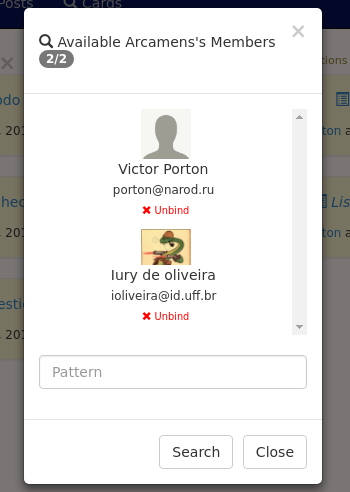 Posts
Cards
Available Arcamens's Members
2/2
Victor Porton
porton@narod.ru
Unbind
Iury de oliveira
ioliveira@id.uff.br
Unbind
Pattern
Search
Close